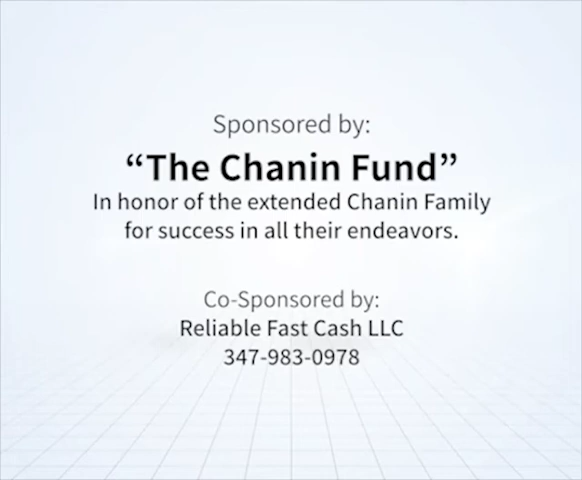 Sponsored by:
“The Chanin Fund”
In honor of the extended Chanin Family
for success in all their endeavors.
Co-Sponsored by:
Reliable Fast Cash LLC
347-983-0978